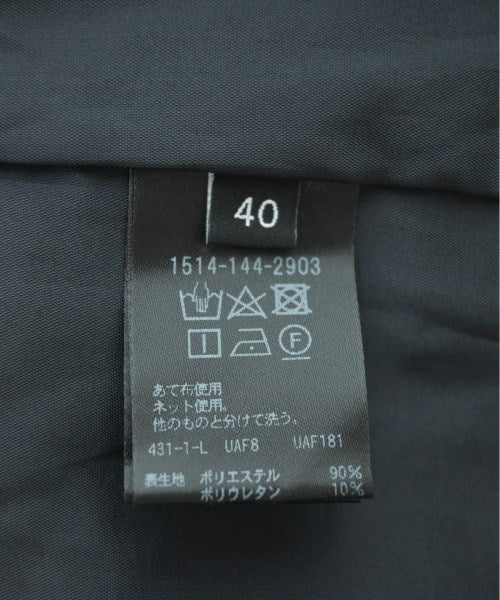 40
1514-144-2903
F
あて布使用
ネット使用。
他のものと分けて洗う。
431-1-L UAF8 UAF181
表生地 ポリエステル 90%
ポリウレタン 10%